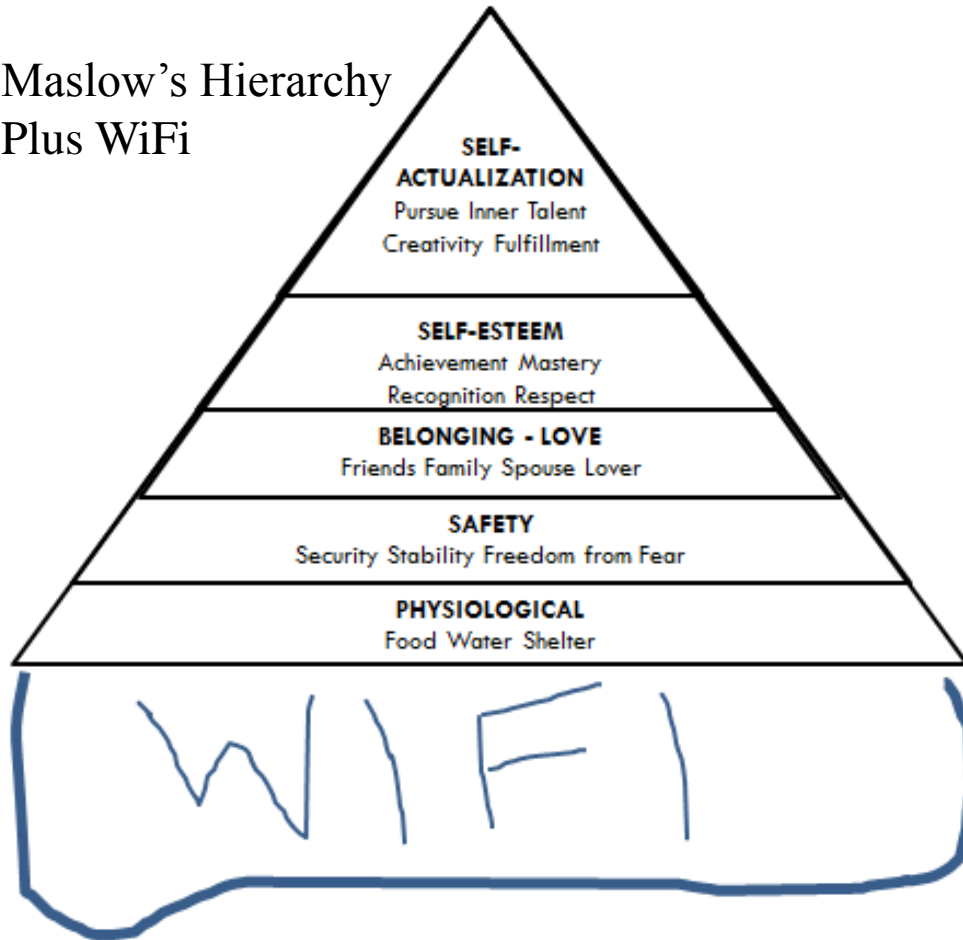 Maslow’s Hierarchy
Plus WiFi
SELF-
ACTUALIZATION
Pursue Inner Talent
Creativity Fulfillment
SELF-ESTEEM
Achievement Mastery
Recognition Respect
BELONGING - LOVE
Friends Family Spouse Lover
SAFETY
Security Stability Freedom from Fear
PHYSIOLOGICAL
Food Water Shelter
WIFI